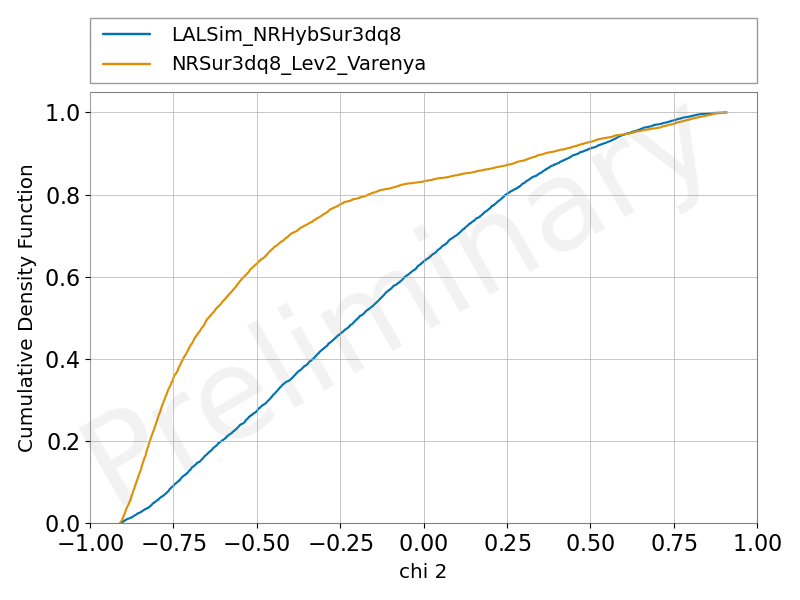 LALSim_NRHybSur3dq8
NRSur3dq8_Lev2_Varenya
Preliminary
Cumulative Density Function
1.0
0.8
0.6
0.4
0.2
0.0
−1.00 −0.75 −0.50 −0.25 0.00 0.25 0.50 0.75 1.00
chi 2